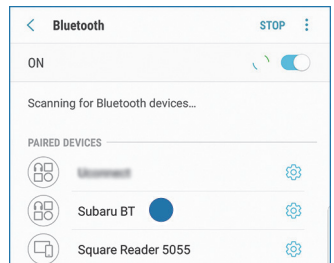 Bluetooth STOP
ON
Scanning for Bluetooth devices...
PAIRED DEVICES
Subaru BT
Square Reader 5055